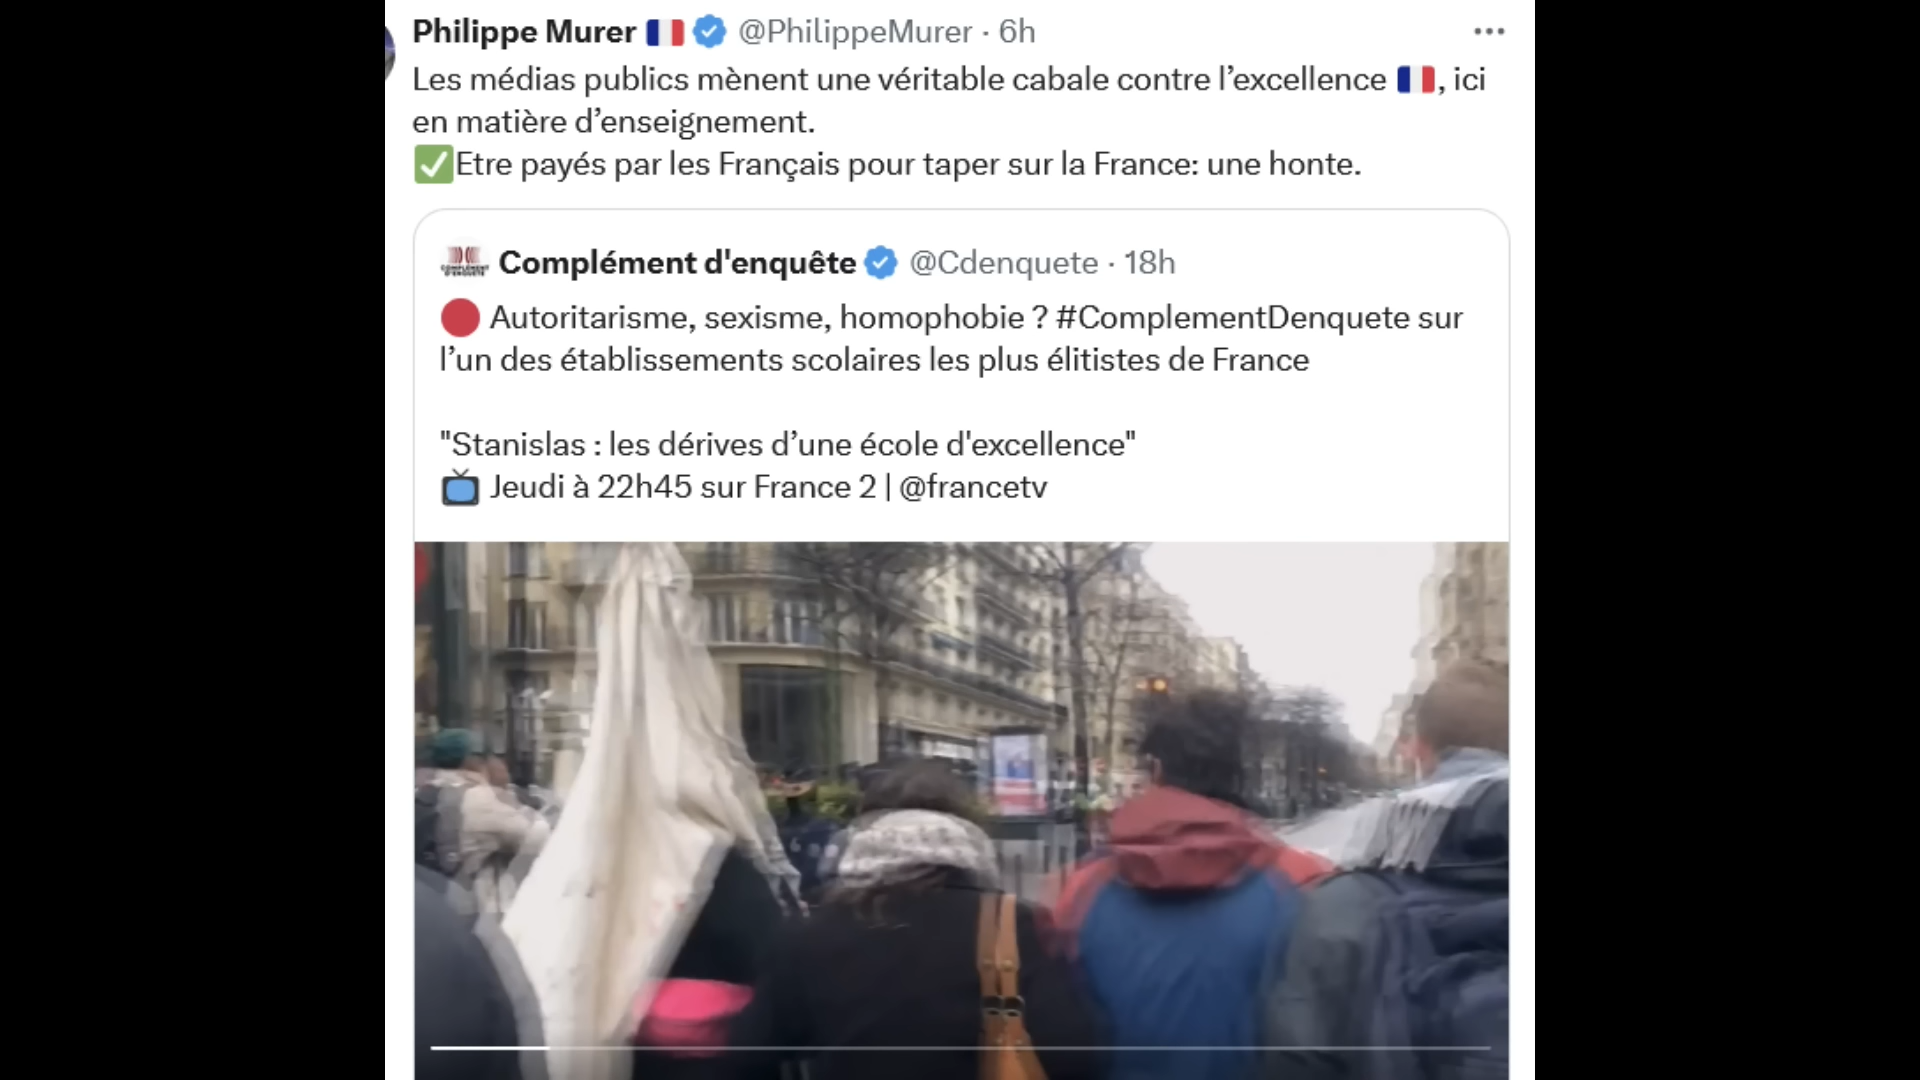 Philippe Murer 🇫🇷 @PhilippeMurer · 6h
Les médias publics mènent une véritable cabale contre l’excellence 🇫🇷, ici
en matière d’enseignement.
✅Etre payés par les Français pour taper sur la France: une honte.
COMPLÉMENT
D'ENQUÊTE
Complément d'enquête @Cdenquete · 18h
🔴 Autoritarisme, sexisme, homophobie ? #ComplementDenquete sur
l’un des établissements scolaires les plus élitistes de France
"Stanislas : les dérives d’une école d'excellence"
📺 Jeudi à 22h45 sur France 2 | @francetv